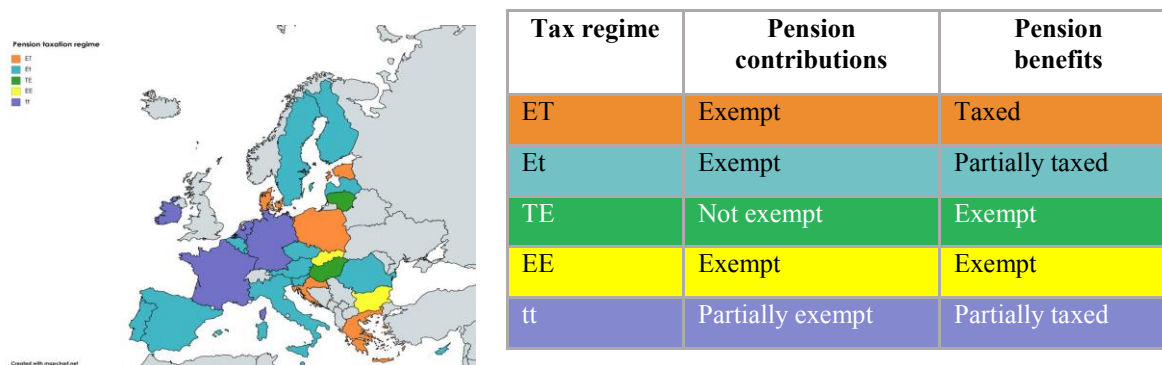 Pension taxation regime
ET
Et
TE
EE
tt
Created with mapchart.net
Tax regime Pension contributions Pension benefits
ET Exempt Taxed
Et Exempt Partially taxed
TE Not exempt Exempt
EE Exempt Exempt
tt Partially exempt Partially taxed